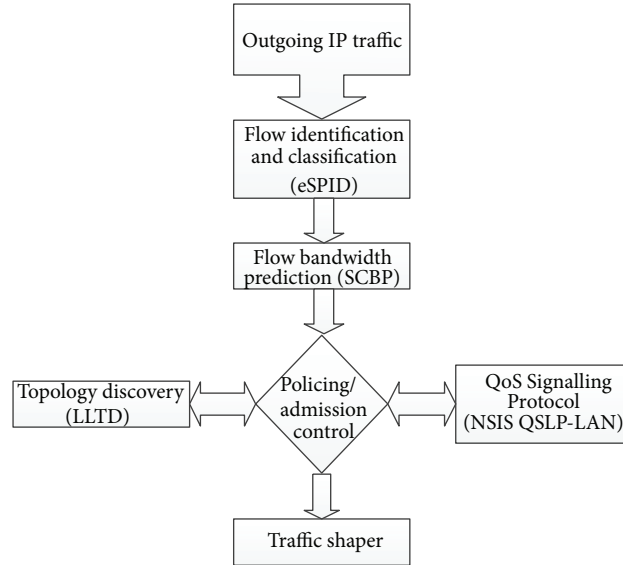 Outgoing IP traffic
Flow identification
and classification
(eSPID)
Flow bandwidth
prediction (SCBP)
Topology discovery
(LLTD)
Policing/
admission
control
QoS Signalling
Protocol
(NSIS QSLP-LAN)
Traffic shaper